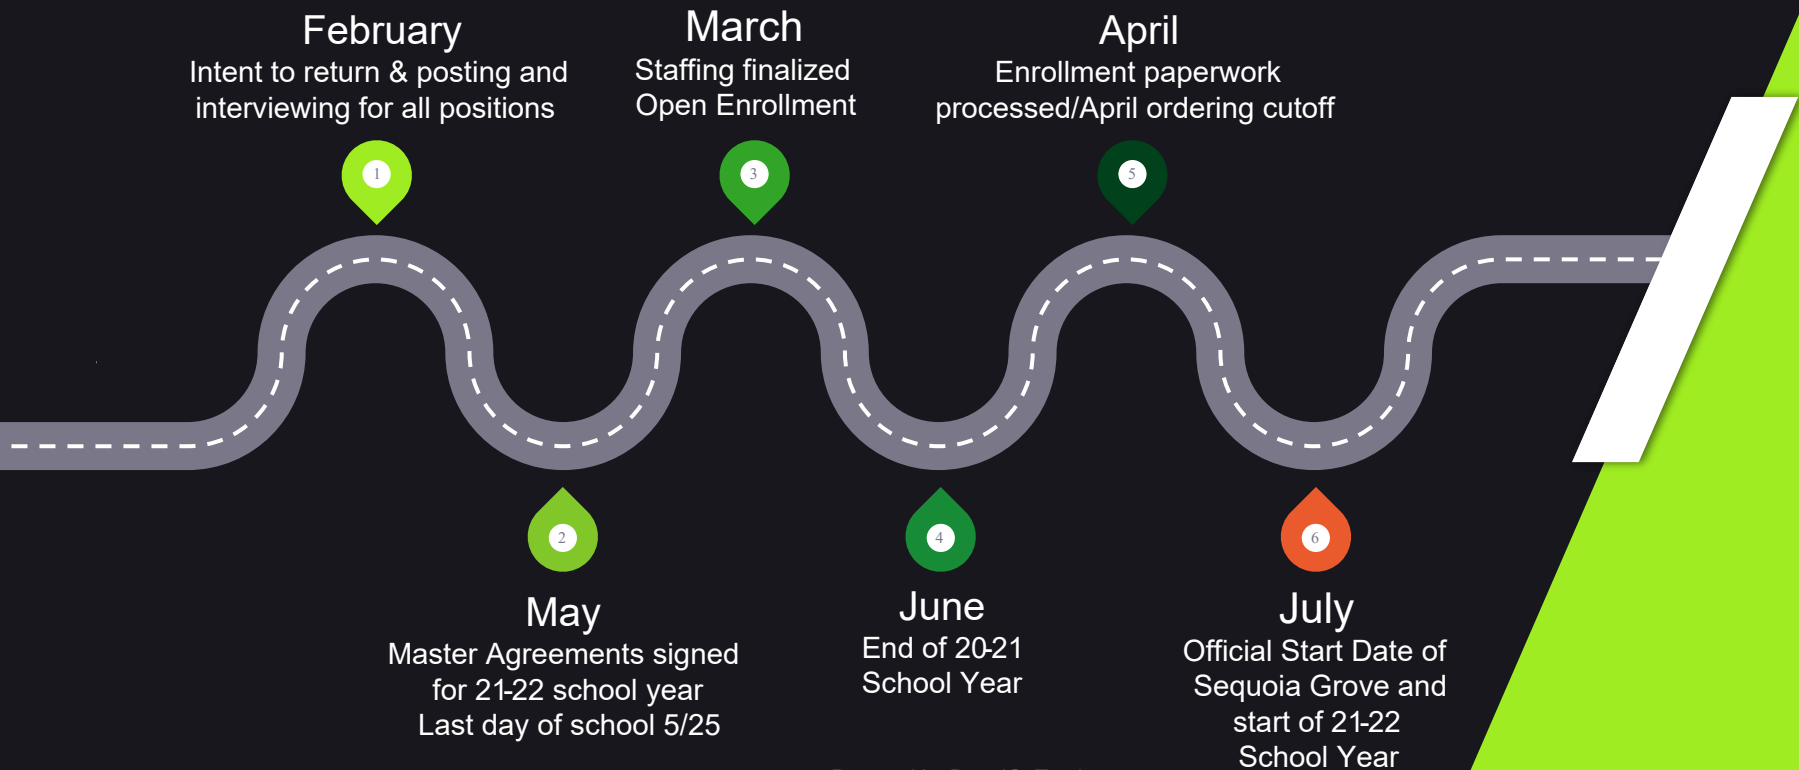 February
Intent to return & posting and
interviewing for all positions
March
Staffing finalized
Open Enrollment
April
Enrollment paperwork
processed/April ordering cutoff
1
3
5
2
4
6
May
Master Agreements signed
for 21-22 school year
Last day of school 5/25
June
End of 20-21
School Year
July
Official Start Date of
Sequoia Grove and
start of 21-22
School Year